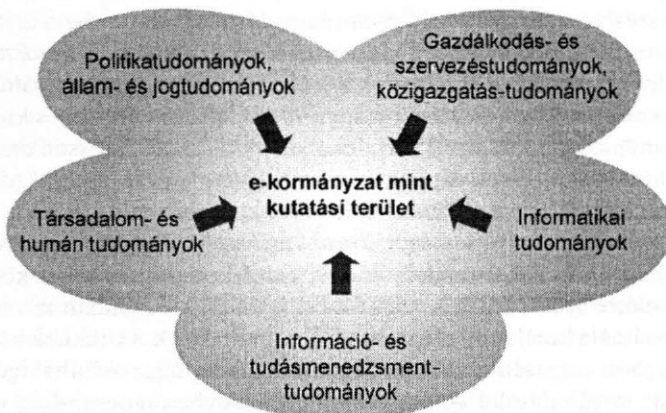 Politikatudományok,
állam- és jogtudományok
Gazdálkodás- és
szervezéstudományok,
közigazgatás-tudományok
e-kormányzat mint
kutatási terület
Társadalom- és
humán tudományok
Informatikai
tudományok
Információ- és
tudásmenedzsment-
tudományok